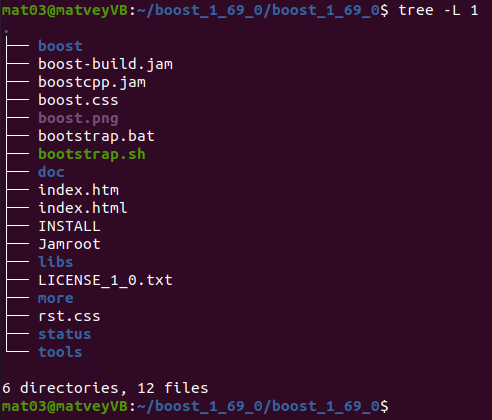 mat03@matveyVB:~/boost_1_69_0/boost_1_69_0$ tree -L 1
.
├── boost
├── boost-build.jam
├── boostcpp.jam
├── boost.css
├── boost.png
├── bootstrap.bat
├── bootstrap.sh
├── doc
├── index.htm
├── index.html
├── INSTALL
├── Jamroot
├── libs
├── LICENSE_1_0.txt
├── more
├── rst.css
├── status
└── tools
6 directories, 12 files
mat03@matveyVB:~/boost_1_69_0/boost_1_69_0$